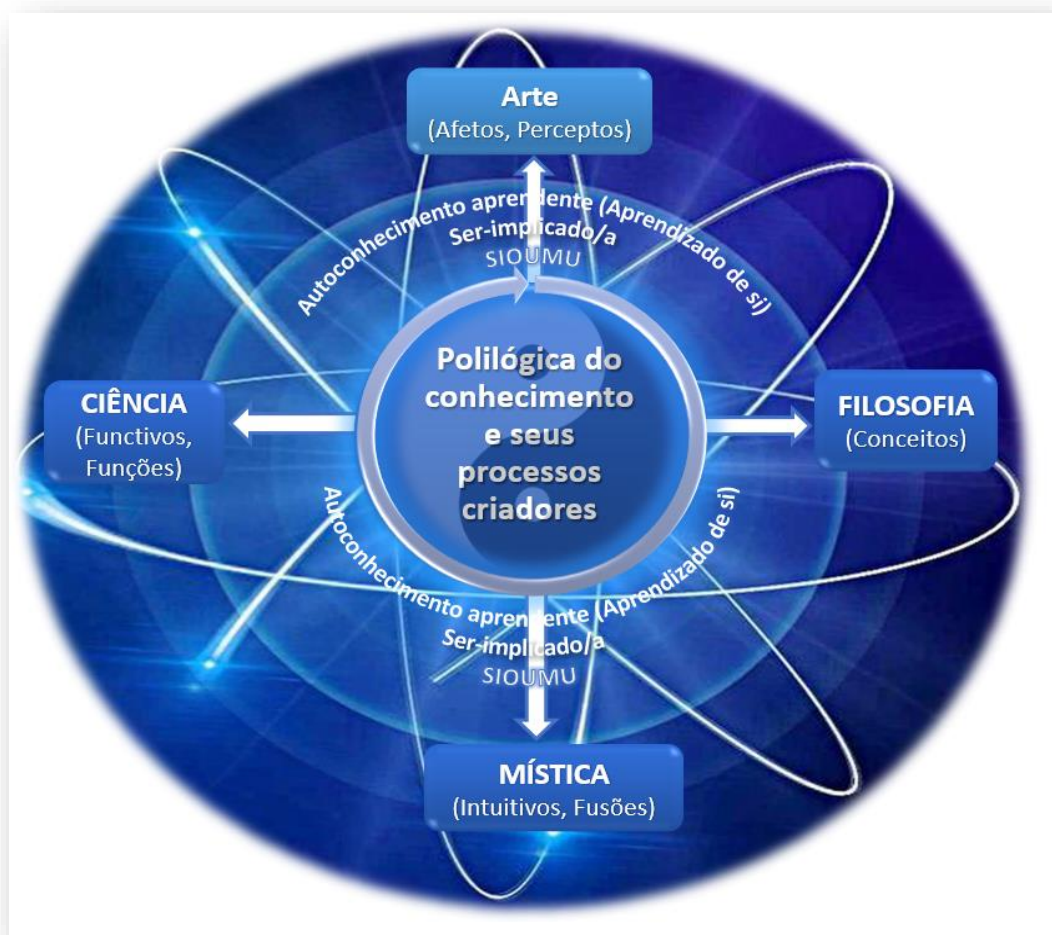 Arte
(Afetos, Perceptos)
Autoconhecimento aprendente (Aprendizado de si)
Ser-implicado/a
SIOUMU
Polilógica do
conhecimento
e seus
processos
criadores
CIÊNCIA
(Functivos,
Funções)
FILOSOFIA
(Conceitos)
Autoconhecimento aprendente (Aprendizado de si)
Ser-implicado/a
SIOUMU
MÍSTICA
(Intuitivos, Fusões)